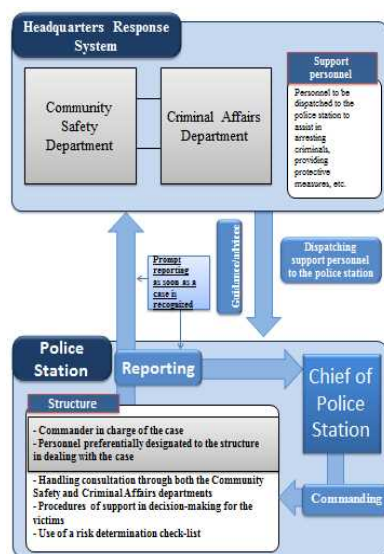 Headquarters Response
System
Support
personnel
Personnel to be
dispatched to the
police station to
assist in
arresting
criminals,
providing
protective
measures, etc.
Community
Safety
Department
Criminal Affairs
Department
Prompt
reporting
as soon as a
case is
recognized
Guidance/advice
Dispatching
support personnel
to the police station
Police
Station
Reporting
Chief of
Police
Station
Structure
- Commander in charge of the case
- Personnel preferentially designated to the structure
in dealing with the case
- Handling consultation through both the Community
Safety and Criminal Affairs departments
- Procedures of support in decision-making for the
victims
- Use of a risk determination check-list
Commanding